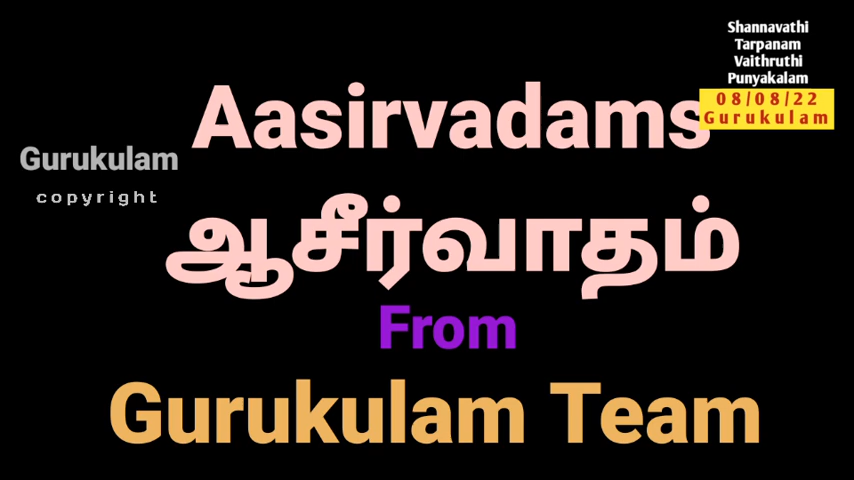 Shannavathi
Tarpanam
Vaithruthi
Punyakalam
08/08/22
Gurukulam
Aasirvadams
Gurukulam
copyright
ஆசீர்வாதம்
From
Gurukulam Team